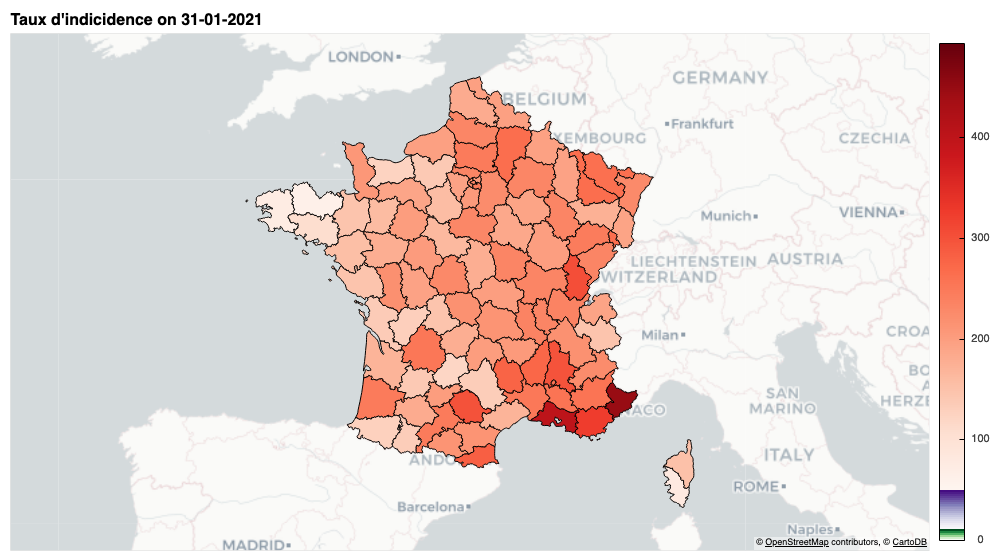 Taux d'indicidence on 31-01-2021
LONDON
GERMANY
BELGIUM
Frankfurt
XEMBOURG
CZECHIA
Munich
VIENNA
LIECHTENSTEIN
AUSTRIA
WITZERLAND
Milan
CROA
BO
SAN
MARINO
A
HERZE
ACO
ITALY
ANDO
ROME
Barcelona
Naples
MADRID
© OpenStreetMap contributors, © CartoDB
400
300
200
100
0